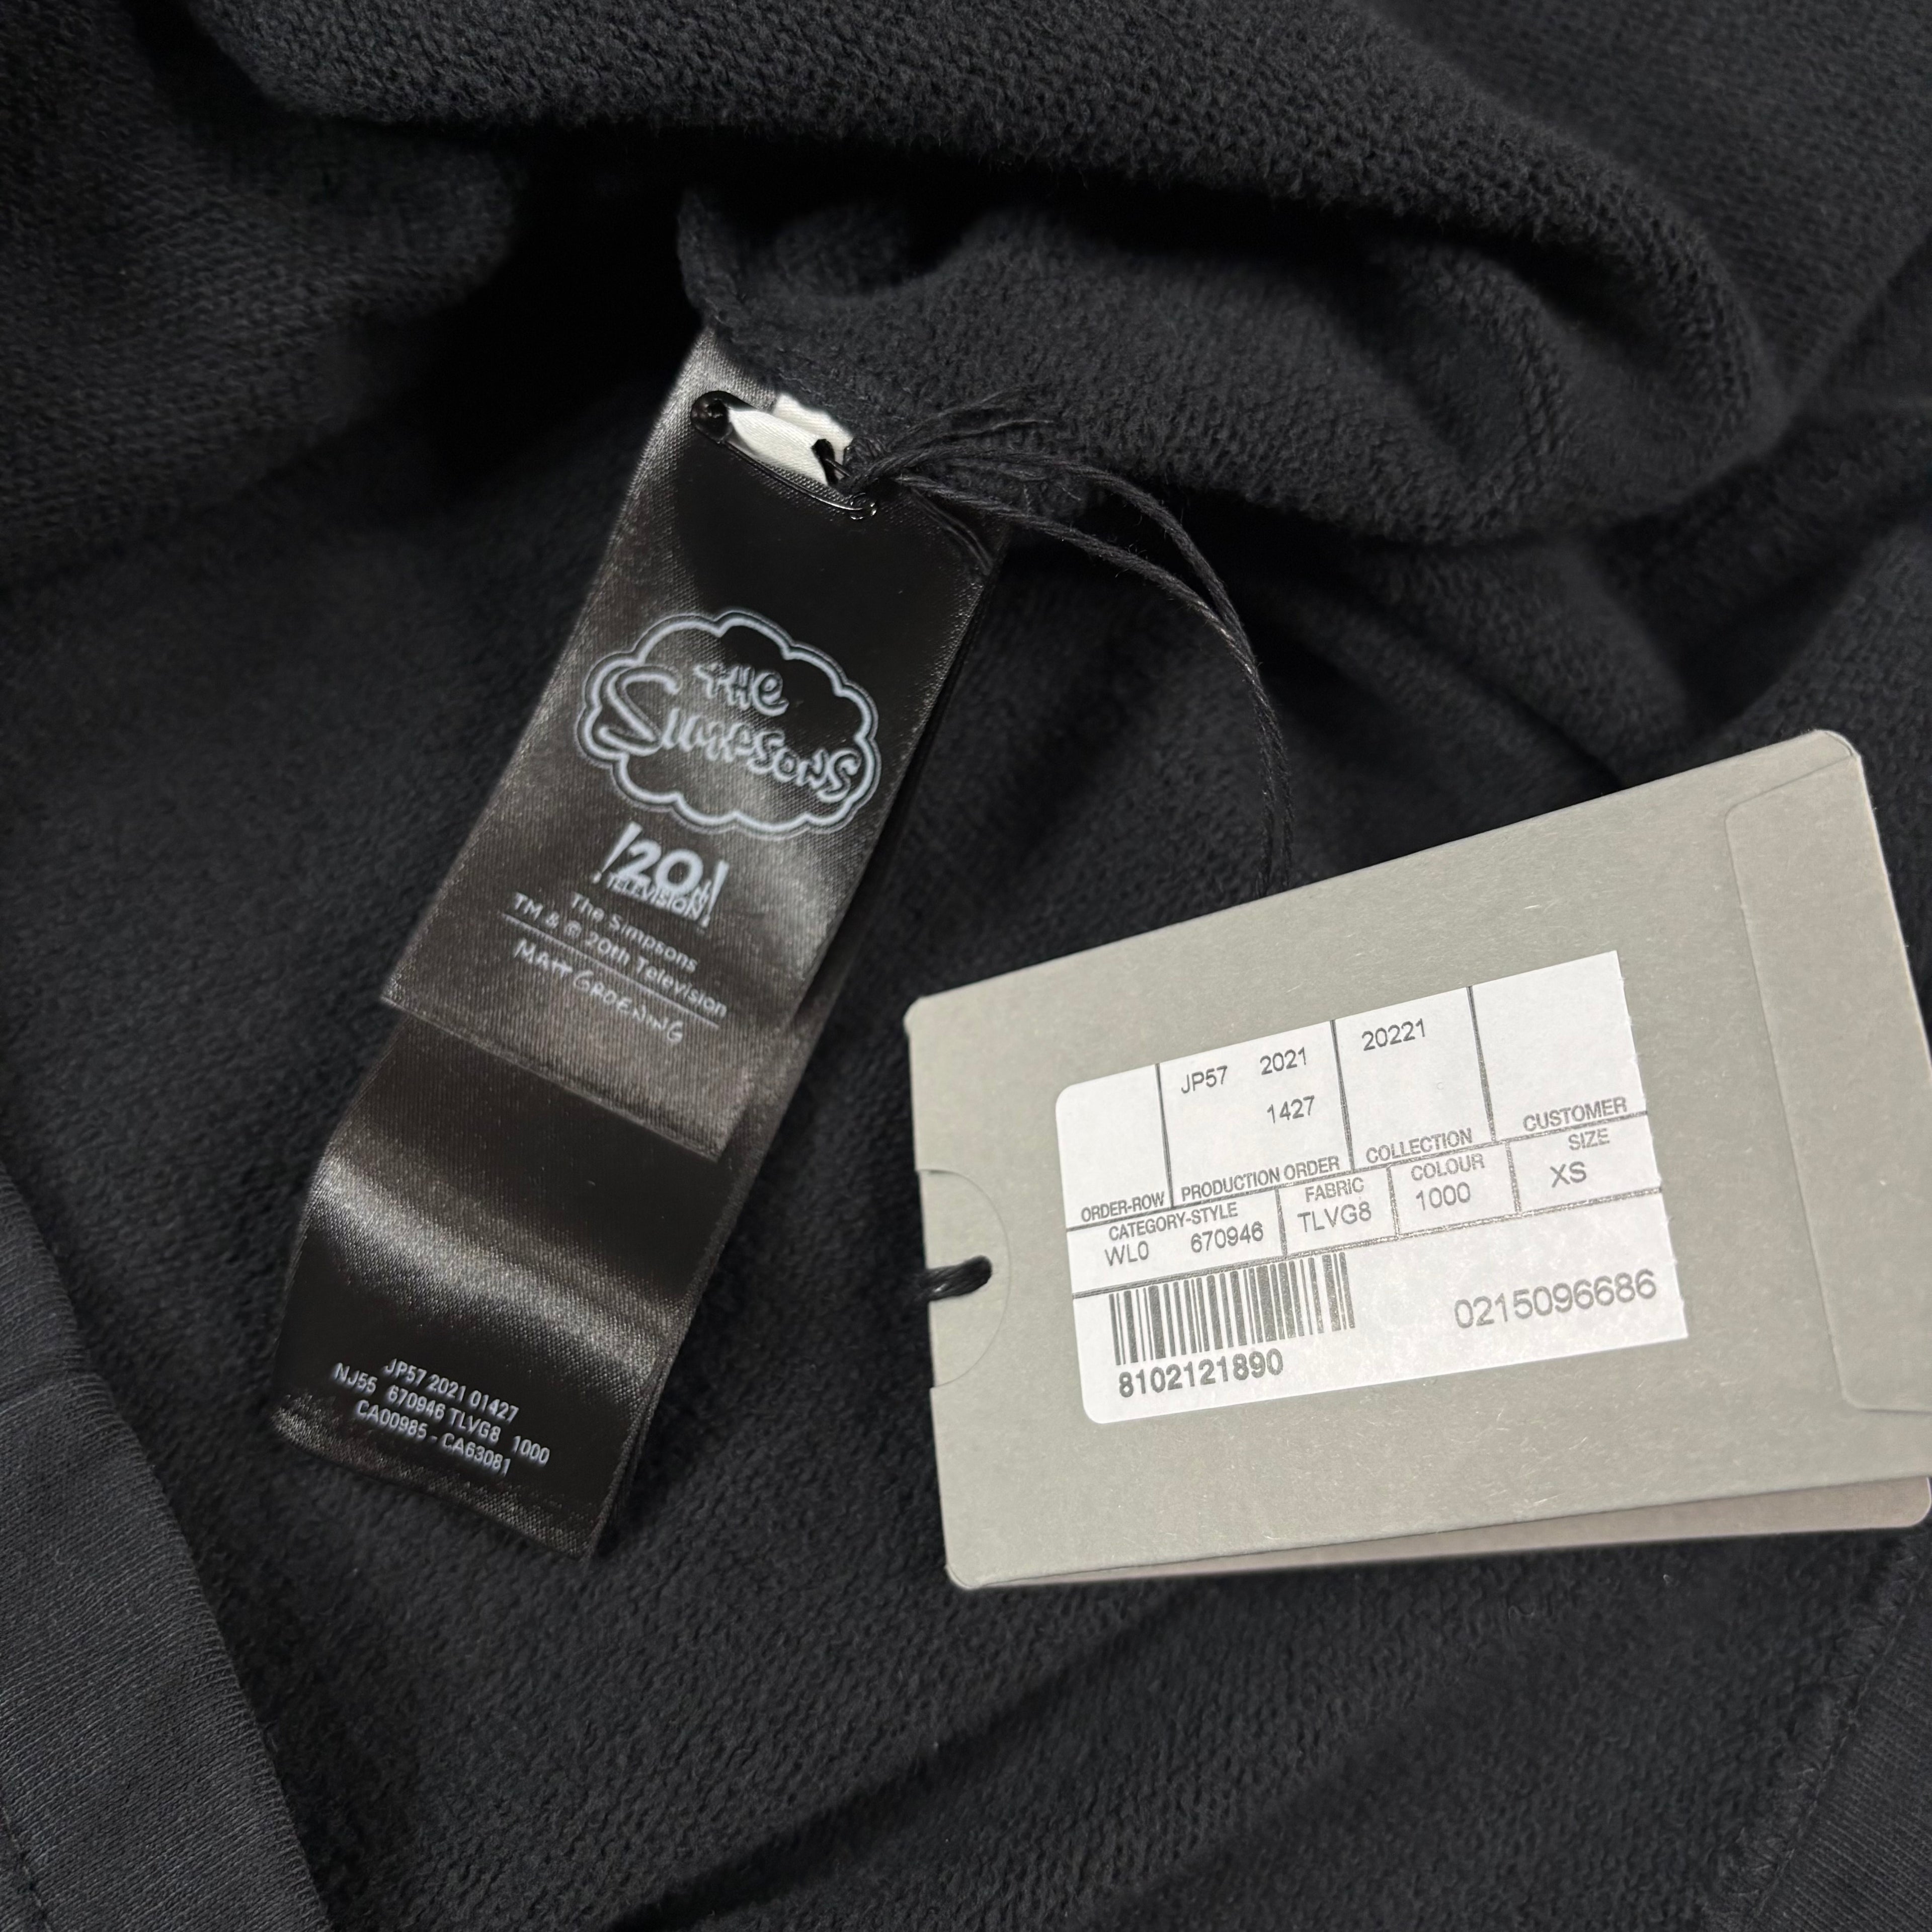 THE
SIMPSONS
20
TELEVISION
The Simpsons
TM & © 20th Television
MATT GROENING
JP57 2021 01427
NJ55 670946 TLVG8 1000
CA00985 - CA63081
JP57 2021 20221
1427
ORDER-ROW PRODUCTION ORDER COLLECTION CUSTOMER
CATEGORY-STYLE FABRIC COLOUR SIZE
WL0 670946 TLVG8 1000 XS
0215096686
8102121890